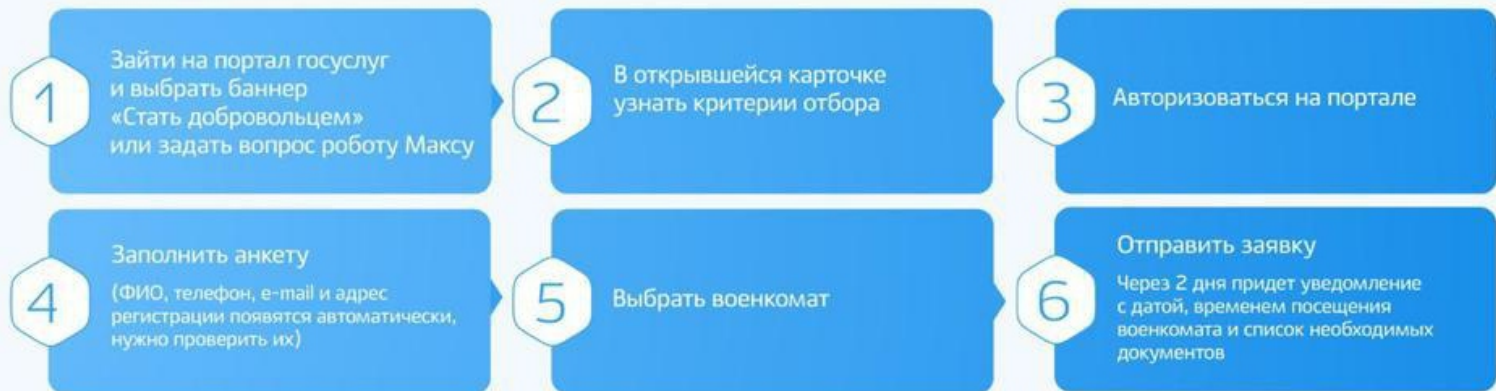 1
Зайти на портал госуслуг
и выбрать баннер
«Стать добровольцем»
или задать вопрос роботу Максу
2
В открывшейся карточке
узнать критерии отбора
3
Авторизоваться на портале
4
Заполнить анкету
(ФИО, телефон, e-mail и адрес
регистрации появятся автоматически,
нужно проверить их)
5
Выбрать военкомат
6
Отправить заявку
Через 2 дня придет уведомление
с датой, временем посещения
военкомата и список необходимых
документов